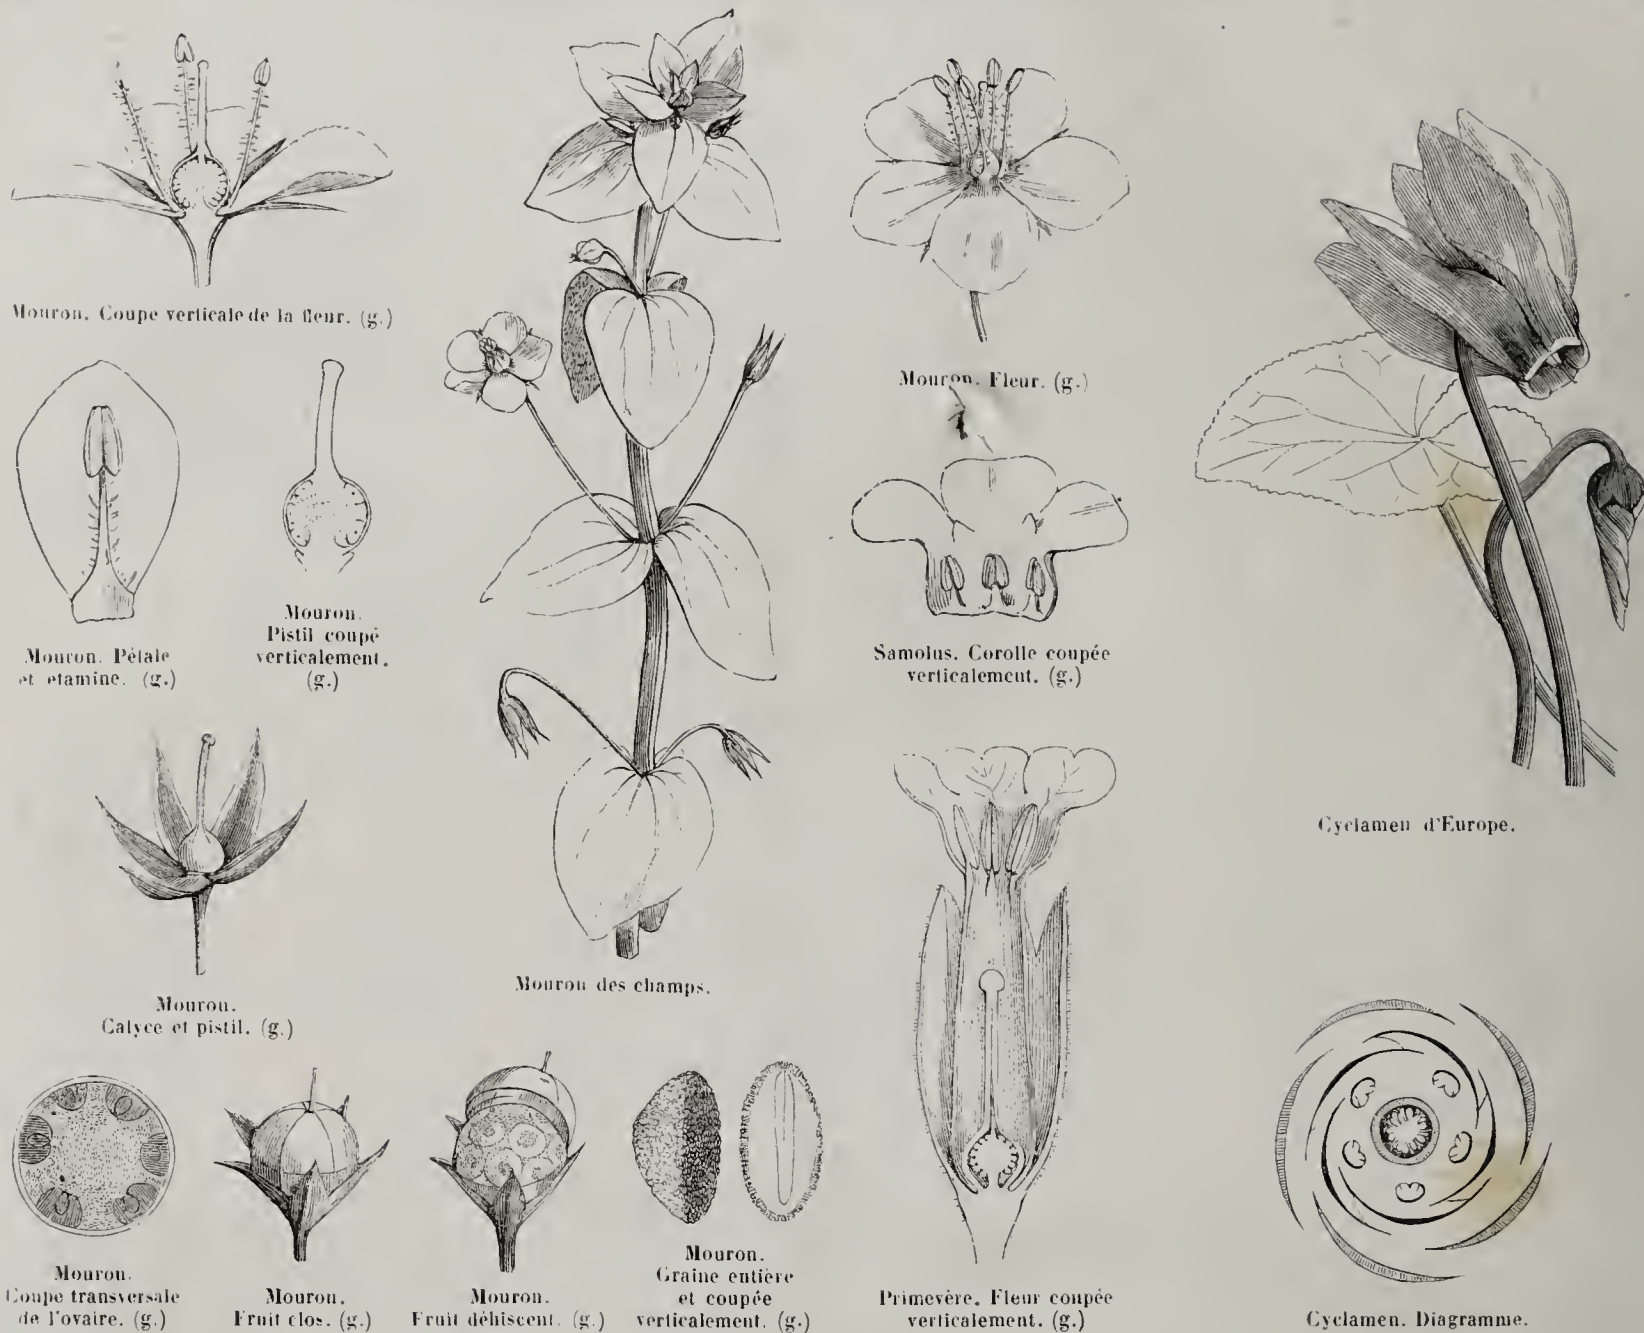 Mouron. Coupe verticale de la fleur. (g.)
Mouron. Pétale
et etamine. (g.)
Mouron.
Pistil coupé
verticalement.
(g.)
Mouron.
Calyce et pistil. (g.)
Mouron des champs.
Mouron. Fleur. (g.)
Samolus. Corolle coupée
verticalement. (g.)
Cyclamen d'Europe.
Mouron.
Coupe transversale
de l'ovaire. (g.)
Mouron.
Fruit clos. (g.)
Mouron.
Fruit déhiscent. (g.)
Mouron.
Graine entière
et coupée
verticalement. (g.)
Primevère. Fleur coupée
verticalement. (g.)
Cyclamen. Diagramme.